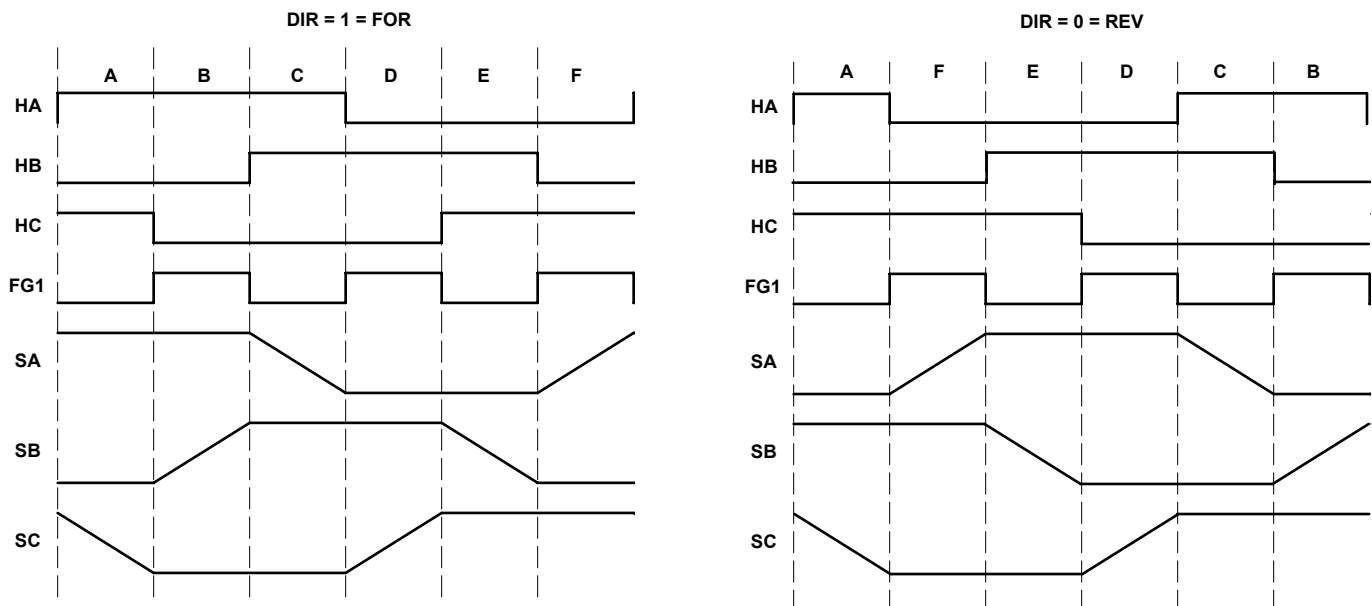 DIR = 1 = FOR
A B C D E F
HA
HB
HC
FG1
SA
SB
SC
DIR = 0 = REV
A F E D C B
HA
HB
HC
FG1
SA
SB
SC